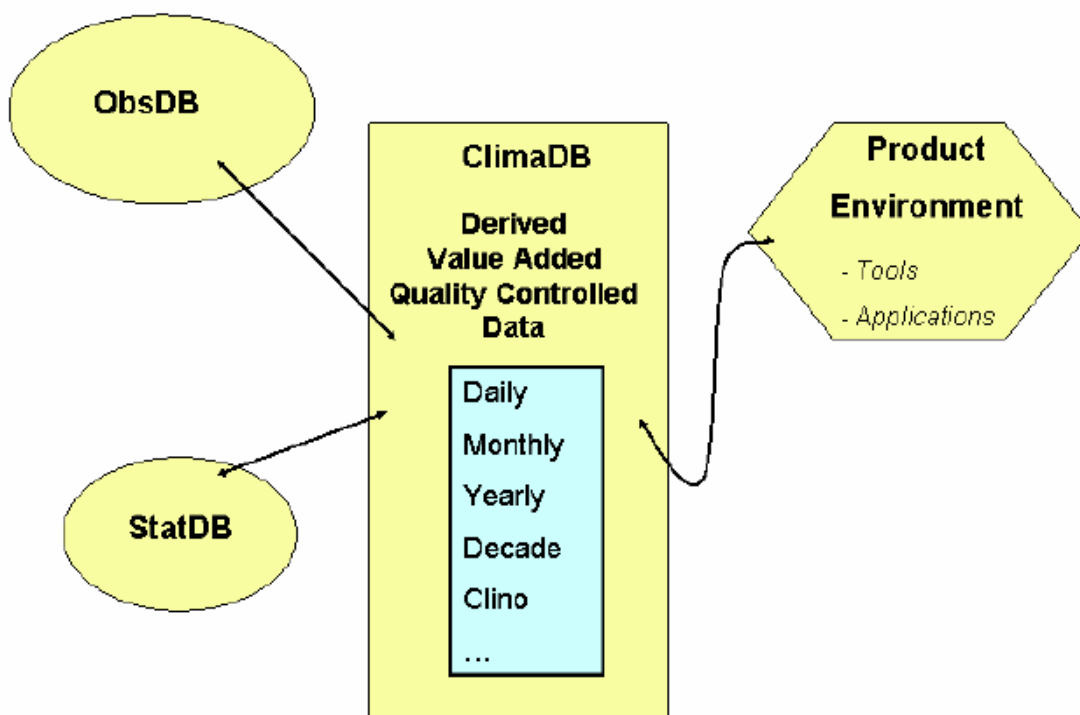 ObsDB
ClimaDB
Derived
Value Added
Quality Controlled
Data
Daily
Monthly
Yearly
Decade
Clino
...
StatDB
Product
Environment
- Tools
- Applications